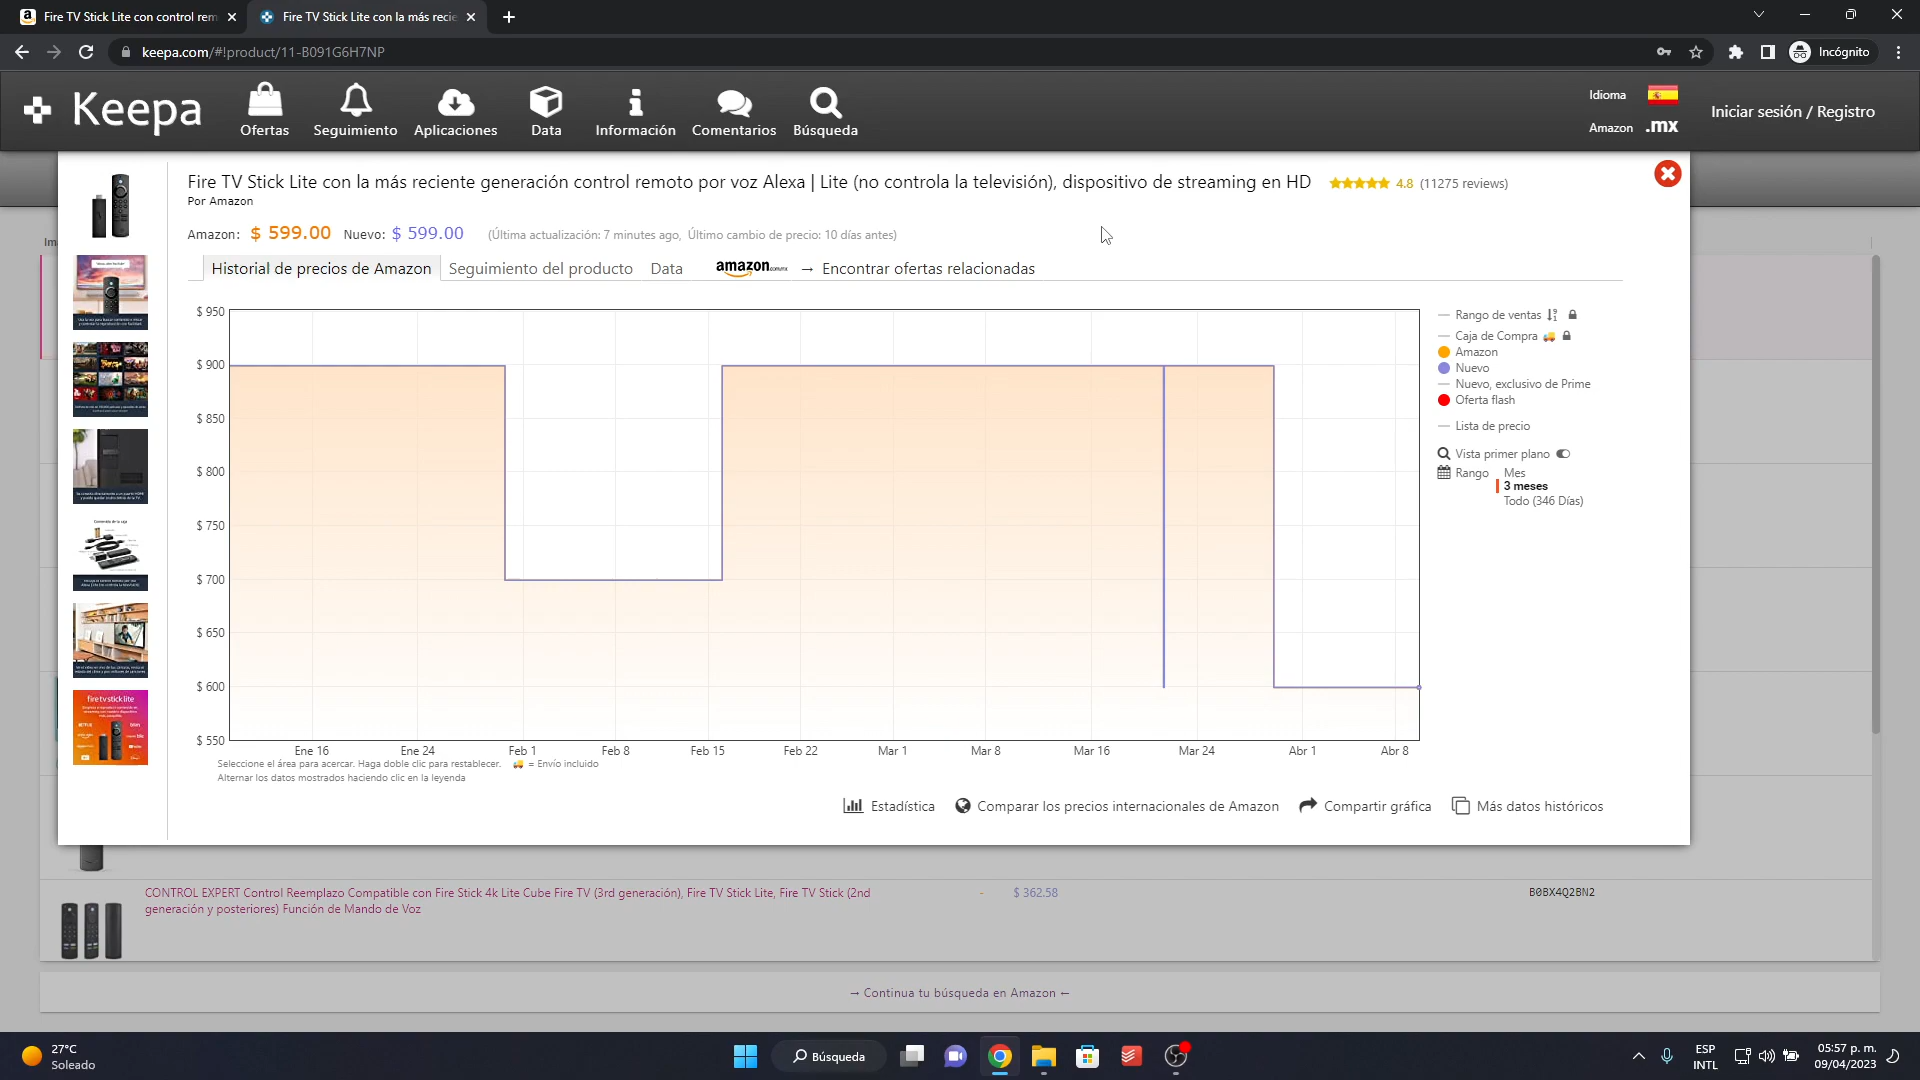 Fire TV Stick Lite con control rem
Fire TV Stick Lite con la más recie
keepa.com/#!product/11-B091G6H7NP
Incógnito
Keepa
Ofertas
Seguimiento
Aplicaciones
Data
Información
Comentarios
Búsqueda
Idioma
Amazon .mx
Iniciar sesión / Registro
Fire TV Stick Lite con la más reciente generación control remoto por voz Alexa | Lite (no controla la televisión), dispositivo de streaming en HD 4.8 (11275 reviews)
Por Amazon
Im
Amazon: $ 599.00 Nuevo: $ 599.00 (Última actualización: 7 minutes ago, Último cambio de precio: 10 días antes)
Historial de precios de Amazon Seguimiento del producto Data amazon.com.mx → Encontrar ofertas relacionadas
$ 950
$ 900
$ 850
$ 800
$ 750
$ 700
$ 650
$ 600
$ 550
Ene 16 Ene 24 Feb 1 Feb 8 Feb 15 Feb 22 Mar 1 Mar 8 Mar 16 Mar 24 Abr 1 Abr 8
Seleccione el área para acercar. Haga doble clic para restablecer. = Envío incluido
Alternar los datos mostrados haciendo clic en la leyenda
Rango de ventas
Caja de Compra
Amazon
Nuevo
Nuevo, exclusivo de Prime
Oferta flash
Lista de precio
Vista primer plano
Rango Mes
3 meses
Todo (346 Días)
fire tv stick lite
Estadística Comparar los precios internacionales de Amazon Compartir gráfica Más datos históricos
CONTROL EXPERT Control Reemplazo Compatible con Fire Stick 4k Lite Cube Fire TV (3rd generación), Fire TV Stick Lite, Fire TV Stick (2nd
generación y posteriores) Función de Mando de Voz
- $ 362.58 B0BX4Q2BN2
→ Continua tu búsqueda en Amazon ←
27°C
Soleado
Búsqueda
ESP
INTL
05:57 p. m.
09/04/2023